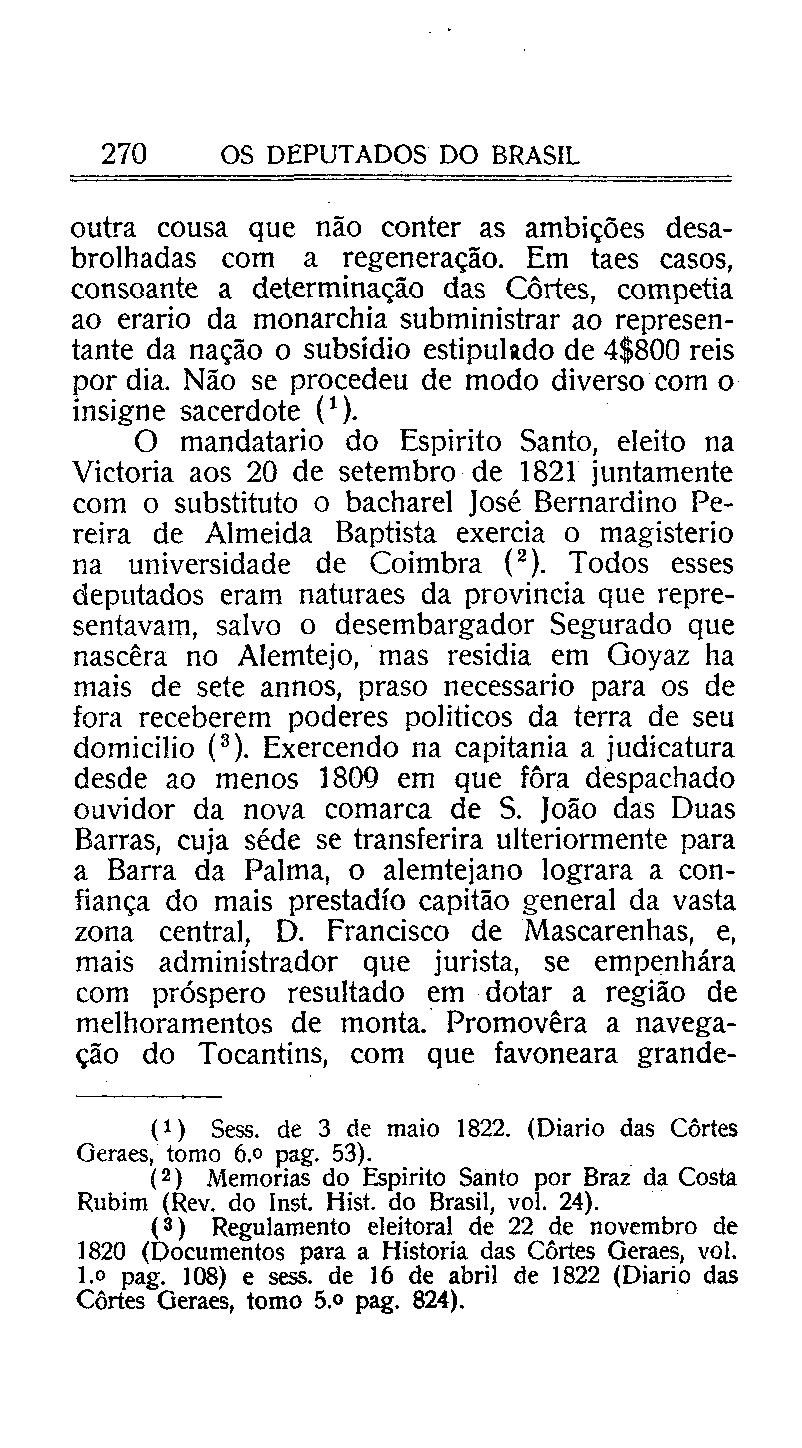 270 OS DEPUTADOS DO BRASIL
outra cousa que não conter as ambições desa-
brolhadas com a regeneração. Em taes casos,
consoante a determinação das Côrtes, competia
ao erario da monarchia subministrar ao represen-
tante da nação o subsidio estipulado de 4$800 reis
por dia. Não se procedeu de modo diverso com o
insigne sacerdote (¹).
O mandatario do Espirito Santo, eleito na
Victoria aos 20 de setembro de 1821 juntamente
com o substituto o bacharel José Bernardino Pe-
reira de Almeida Baptista exercia o magisterio
na universidade de Coimbra (²). Todos esses
deputados eram naturaes da provincia que repre-
sentavam, salvo o desembargador Segurado que
nascêra no Alemtejo, mas residia em Goyaz ha
mais de sete annos, praso necessario para os de
fora receberem poderes politicos da terra de seu
domicilio (³). Exercendo na capitania a judicatura
desde ao menos 1809 em que fôra despachado
ouvidor da nova comarca de S. João das Duas
Barras, cuja séde se transferira ulteriormente para
a Barra da Palma, o alemtejano lograra a con-
fiança do mais prestadío capitão general da vasta
zona central, D. Francisco de Mascarenhas, e,
mais administrador que jurista, se empenhára
com próspero resultado em dotar a região de
melhoramentos de monta. Promovêra a navega-
ção do Tocantins, com que favoneara grande-
(¹) Sess. de 3 de maio 1822. (Diario das Côrtes
Geraes, tomo 6.º pag. 53).
(²) Memorias do Espirito Santo por Braz da Costa
Rubim (Rev. do Inst. Hist. do Brasil, vol. 24).
(³) Regulamento eleitoral de 22 de novembro de
1820 (Documentos para a Historia das Côrtes Geraes, vol.
1.º pag. 108) e sess. de 16 de abril de 1822 (Diario das
Côrtes Geraes, tomo 5.º pag. 824).